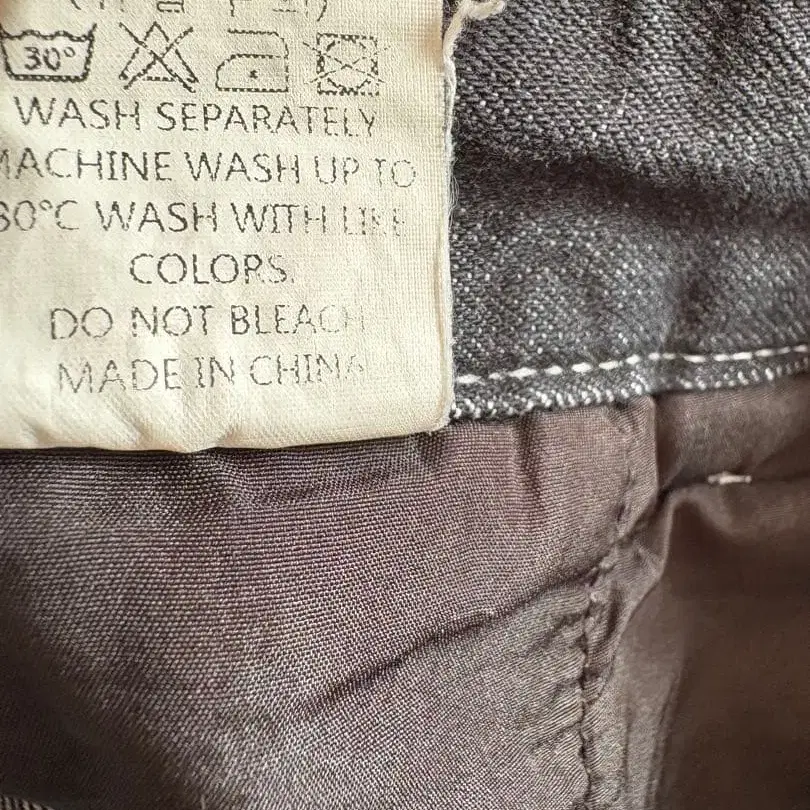 30°
WASH SEPARATELY
MACHINE WASH UP TO
30°C WASH WITH LIKE
COLORS.
DO NOT BLEACH
MADE IN CHINA